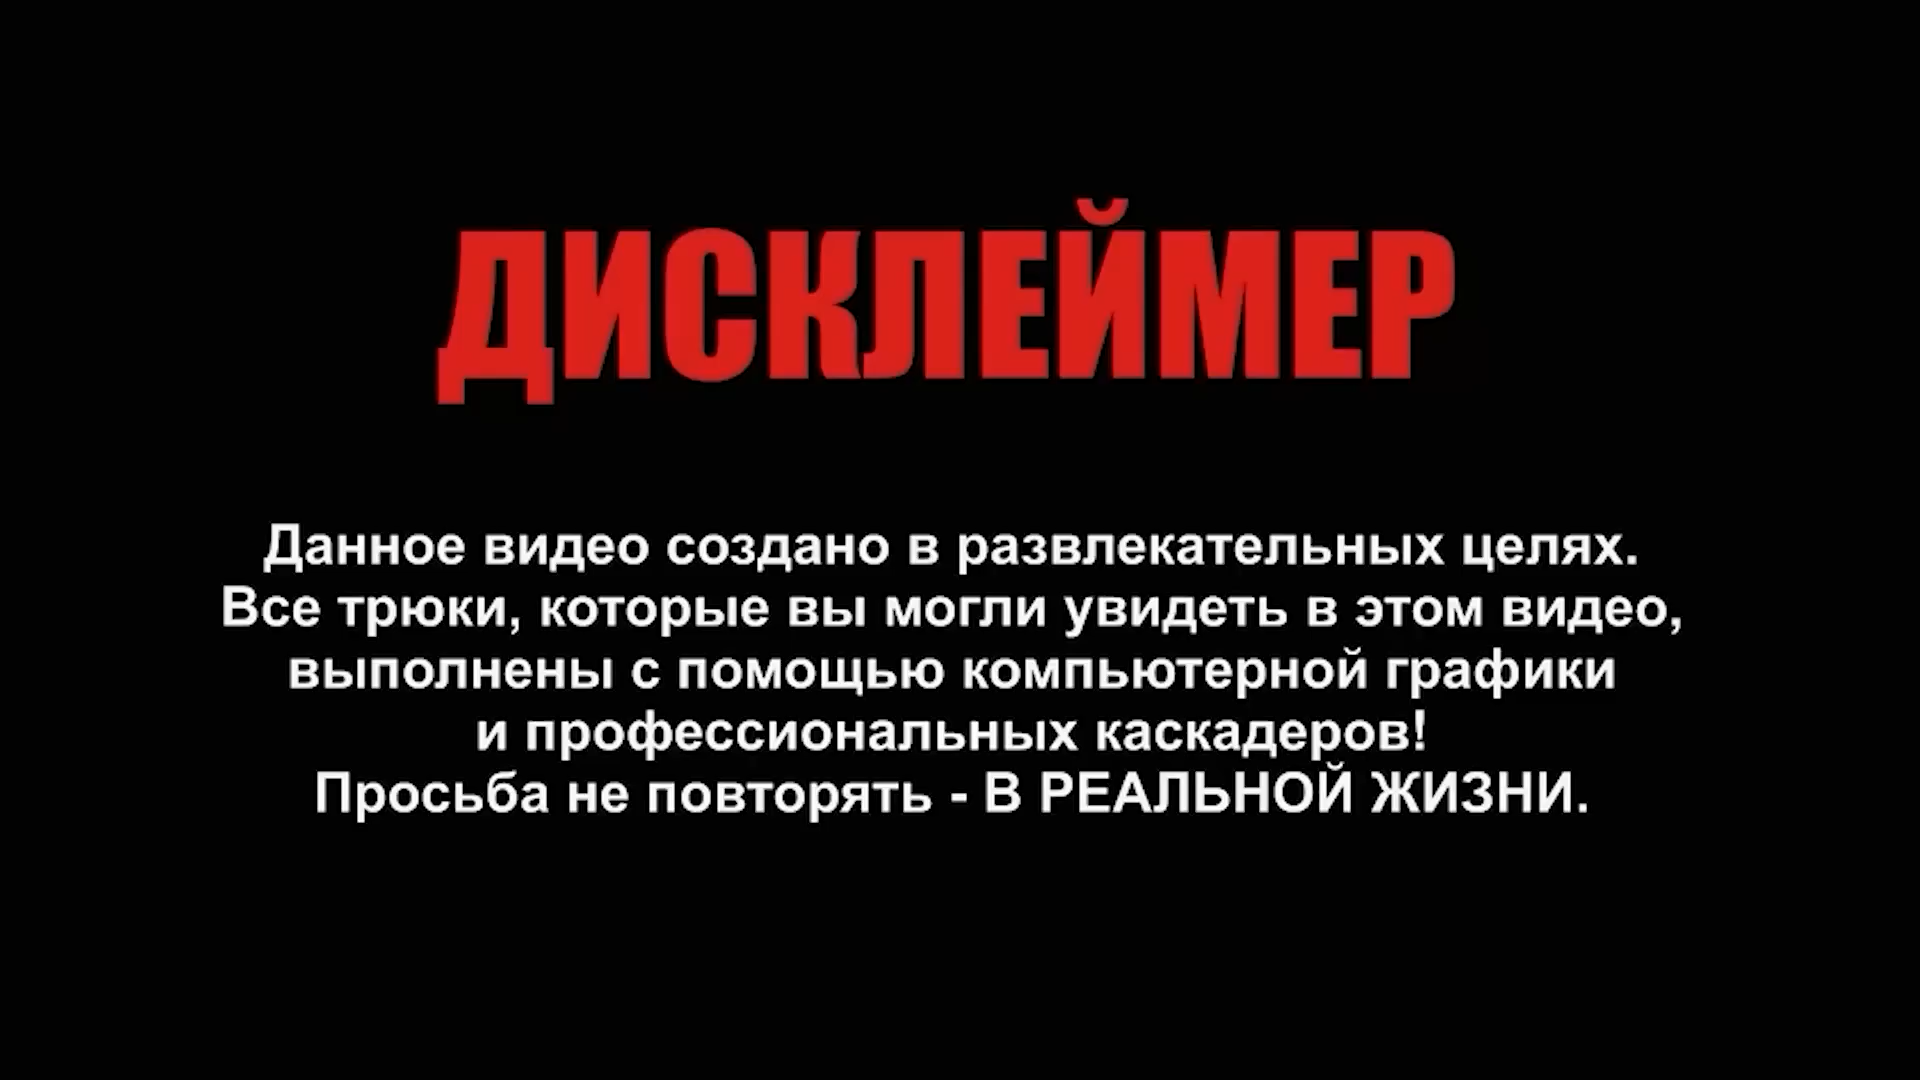 ДИСКЛЕЙМЕР
Данное видео создано в развлекательных целях.
Все трюки, которые вы могли увидеть в этом видео,
выполнены с помощью компьютерной графики
и профессиональных каскадеров!
Просьба не повторять - В РЕАЛЬНОЙ ЖИЗНИ.